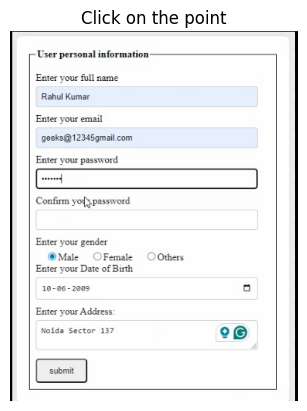 Click on the point
User personal information
Enter your full name
Rahul Kumar
Enter your email
geeks@12345gmail.com
Enter your password
•••••••
Confirm your password
Enter your gender
Male Female Others
Enter your Date of Birth
10-06-2009
Enter your Address:
Noida Sector 137
submit